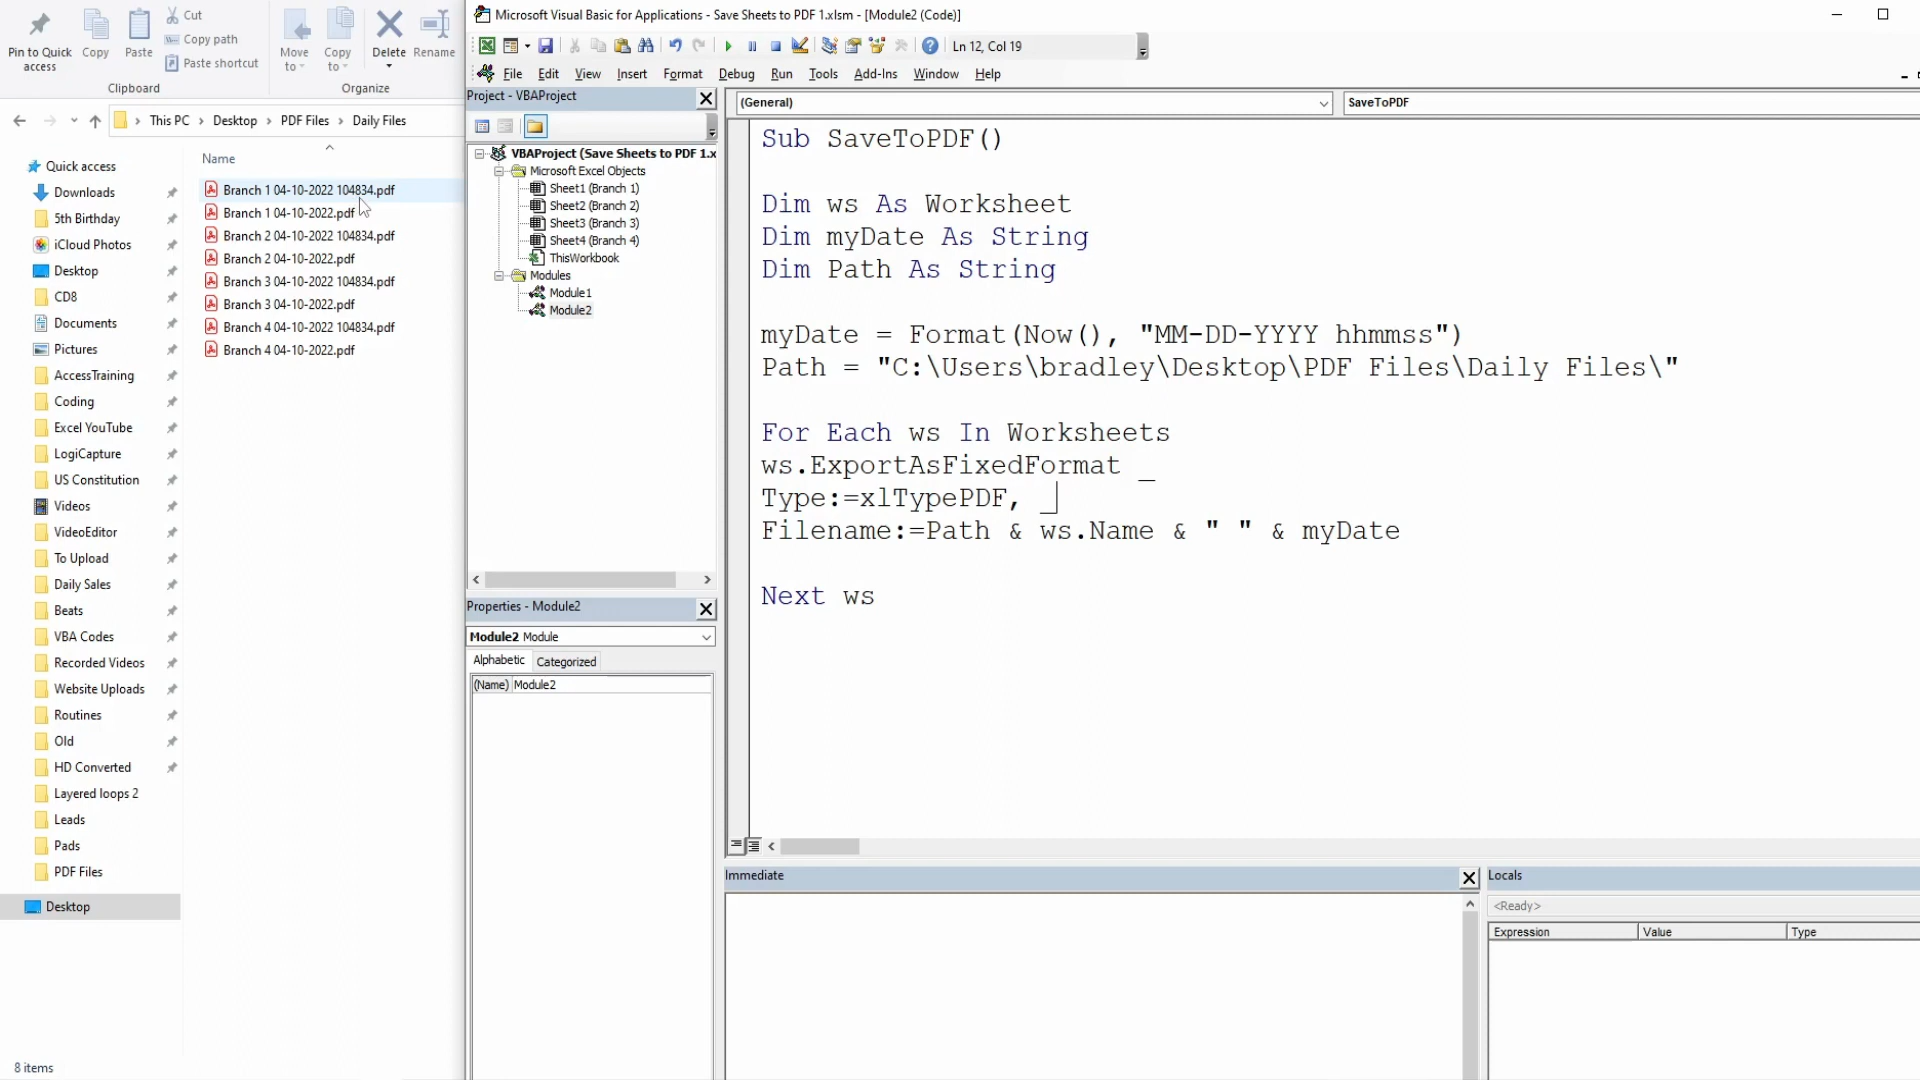 Pin to Quick access
Copy
Paste
Cut
Copy path
Paste shortcut
Move to
Copy to
Delete
Rename
Clipboard
Organize
This PC > Desktop > PDF Files > Daily Files
Quick access
Downloads
5th Birthday
iCloud Photos
Desktop
CD8
Documents
Pictures
AccessTraining
Coding
Excel YouTube
LogiCapture
US Constitution
Videos
VideoEditor
To Upload
Daily Sales
Beats
VBA Codes
Recorded Videos
Website Uploads
Routines
Old
HD Converted
Layered loops 2
Leads
Pads
PDF Files
Desktop
8 items
Name
Branch 1 04-10-2022 104834.pdf
Branch 1 04-10-2022.pdf
Branch 2 04-10-2022 104834.pdf
Branch 2 04-10-2022.pdf
Branch 3 04-10-2022 104834.pdf
Branch 3 04-10-2022.pdf
Branch 4 04-10-2022 104834.pdf
Branch 4 04-10-2022.pdf
Microsoft Visual Basic for Applications - Save Sheets to PDF 1.xlsm - [Module2 (Code)]
Ln 12, Col 19
File Edit View Insert Format Debug Run Tools Add-Ins Window Help
Project - VBAProject
VBAProject (Save Sheets to PDF 1.x
Microsoft Excel Objects
Sheet1 (Branch 1)
Sheet2 (Branch 2)
Sheet3 (Branch 3)
Sheet4 (Branch 4)
ThisWorkbook
Modules
Module1
Module2
Properties - Module2
Module2 Module
Alphabetic Categorized
(Name) Module2
(General)
SaveToPDF
Sub SaveToPDF()
Dim ws As Worksheet
Dim myDate As String
Dim Path As String
myDate = Format(Now(), "MM-DD-YYYY hhmmss")
Path = "C:\Users\bradley\Desktop\PDF Files\Daily Files\"
For Each ws In Worksheets
ws.ExportAsFixedFormat _
Type:=xlTypePDF, _
Filename:=Path & ws.Name & " " & myDate
Next ws
Immediate
Locals
<Ready>
Expression Value Type